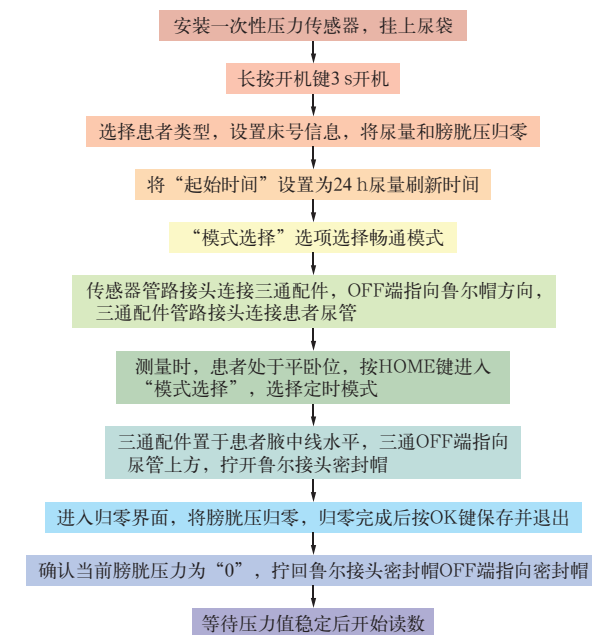 安装一次性压力传感器，挂上尿袋
长按开机键3 s开机
选择患者类型，设置床号信息，将尿量和膀胱压归零
将“起始时间”设置为24 h尿量刷新时间
“模式选择”选项选择畅通模式
传感器管路接头连接三通配件，OFF端指向鲁尔帽方向，
三通配件管路接头连接患者尿管
测量时，患者处于平卧位，按HOME键进入
“模式选择”，选择定时模式
三通配件置于患者腋中线水平，三通OFF端指向
尿管上方，拧开鲁尔接头密封帽
进入归零界面，将膀胱压归零，归零完成后按OK键保存并退出
确认当前膀胱压力为“0”，拧回鲁尔接头密封帽OFF端指向密封帽
等待压力值稳定后开始读数